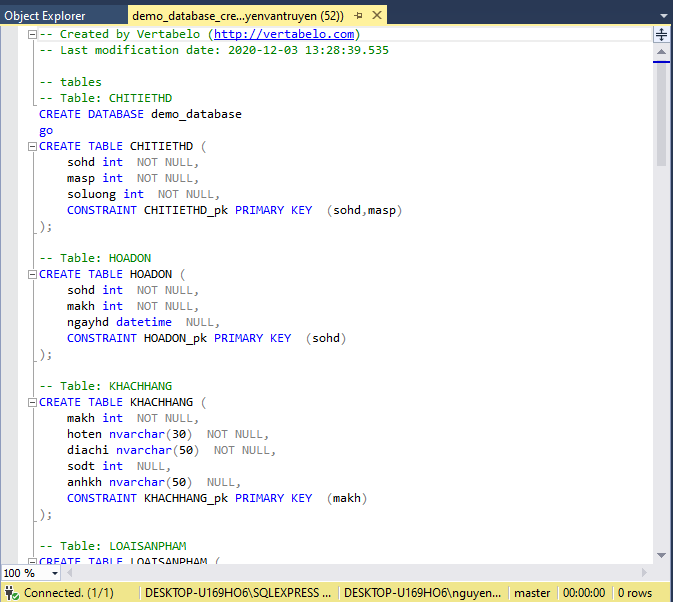 Object Explorer
demo_database_cre...yenvantruyen (52))
-- Created by Vertabelo (http://vertabelo.com)
-- Last modification date: 2020-12-03 13:28:39.535
-- tables
-- Table: CHITIETHD
CREATE DATABASE demo_database
go
CREATE TABLE CHITIETHD (
sohd int  NOT NULL,
masp int  NOT NULL,
soluong int  NOT NULL,
CONSTRAINT CHITIETHD_pk PRIMARY KEY  (sohd,masp)
);
-- Table: HOADON
CREATE TABLE HOADON (
sohd int  NOT NULL,
makh int  NOT NULL,
ngayhd datetime  NULL,
CONSTRAINT HOADON_pk PRIMARY KEY  (sohd)
);
-- Table: KHACHHANG
CREATE TABLE KHACHHANG (
makh int  NOT NULL,
hoten nvarchar(30)  NOT NULL,
diachi nvarchar(50)  NOT NULL,
sodt int  NULL,
anhkh nvarchar(50)  NULL,
CONSTRAINT KHACHHANG_pk PRIMARY KEY  (makh)
);
-- Table: LOAISANPHAM
CREATE TABLE LOAISANPHAM (
100 %
Connected. (1/1) DESKTOP-U169HO6\SQLEXPRESS ... DESKTOP-U169HO6\nguyen... master 00:00:00 0 rows